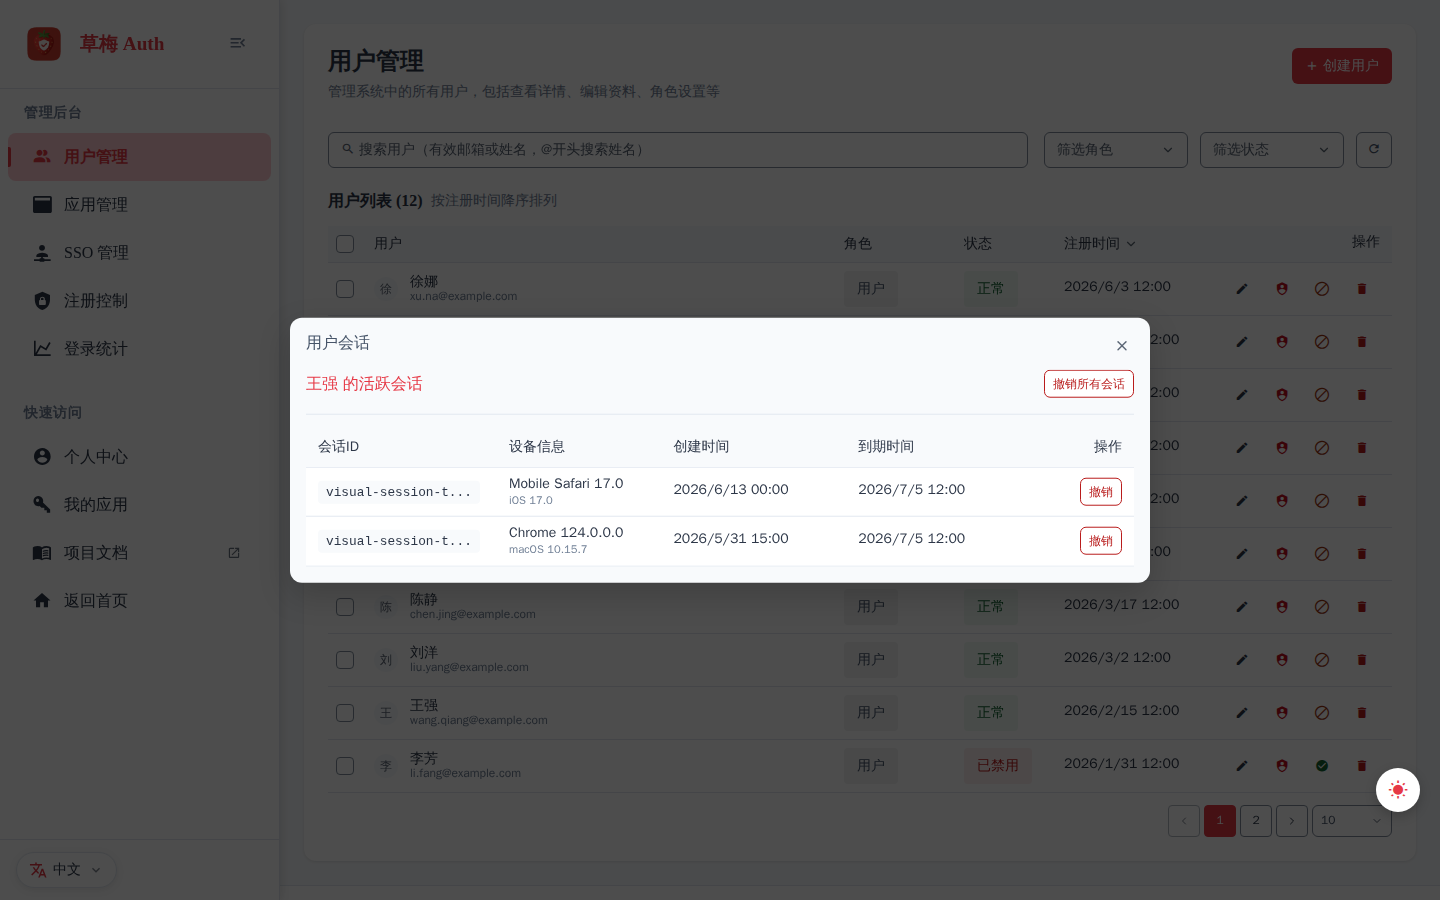 草梅 Auth
管理后台
用户管理
应用管理
SSO 管理
注册控制
登录统计
快速访问
个人中心
我的应用
项目文档
返回首页
中文
用户管理
管理系统中的所有用户，包括查看详情、编辑资料、角色设置等
创建用户
搜索用户（有效邮箱或姓名，@开头搜索姓名）
筛选角色
筛选状态
用户列表 (12) 按注册时间降序排列
用户 角色 状态 注册时间 操作
徐 徐娜 用户 正常 2026/6/3 12:00
xu.na@example.com
2:00
2:00
2:00
2:00
:00
用户会话
王强 的活跃会话
撤销所有会话
会话ID 设备信息 创建时间 到期时间 操作
visual-session-t... Mobile Safari 17.0 2026/6/13 00:00 2026/7/5 12:00 撤销
iOS 17.0
visual-session-t... Chrome 124.0.0.0 2026/5/31 15:00 2026/7/5 12:00 撤销
macOS 10.15.7
陈 陈静 用户 正常 2026/3/17 12:00
chen.jing@example.com
刘 刘洋 用户 正常 2026/3/2 12:00
liu.yang@example.com
王 王强 用户 正常 2026/2/15 12:00
wang.qiang@example.com
李 李芳 用户 已禁用 2026/1/31 12:00
li.fang@example.com
1 2 10